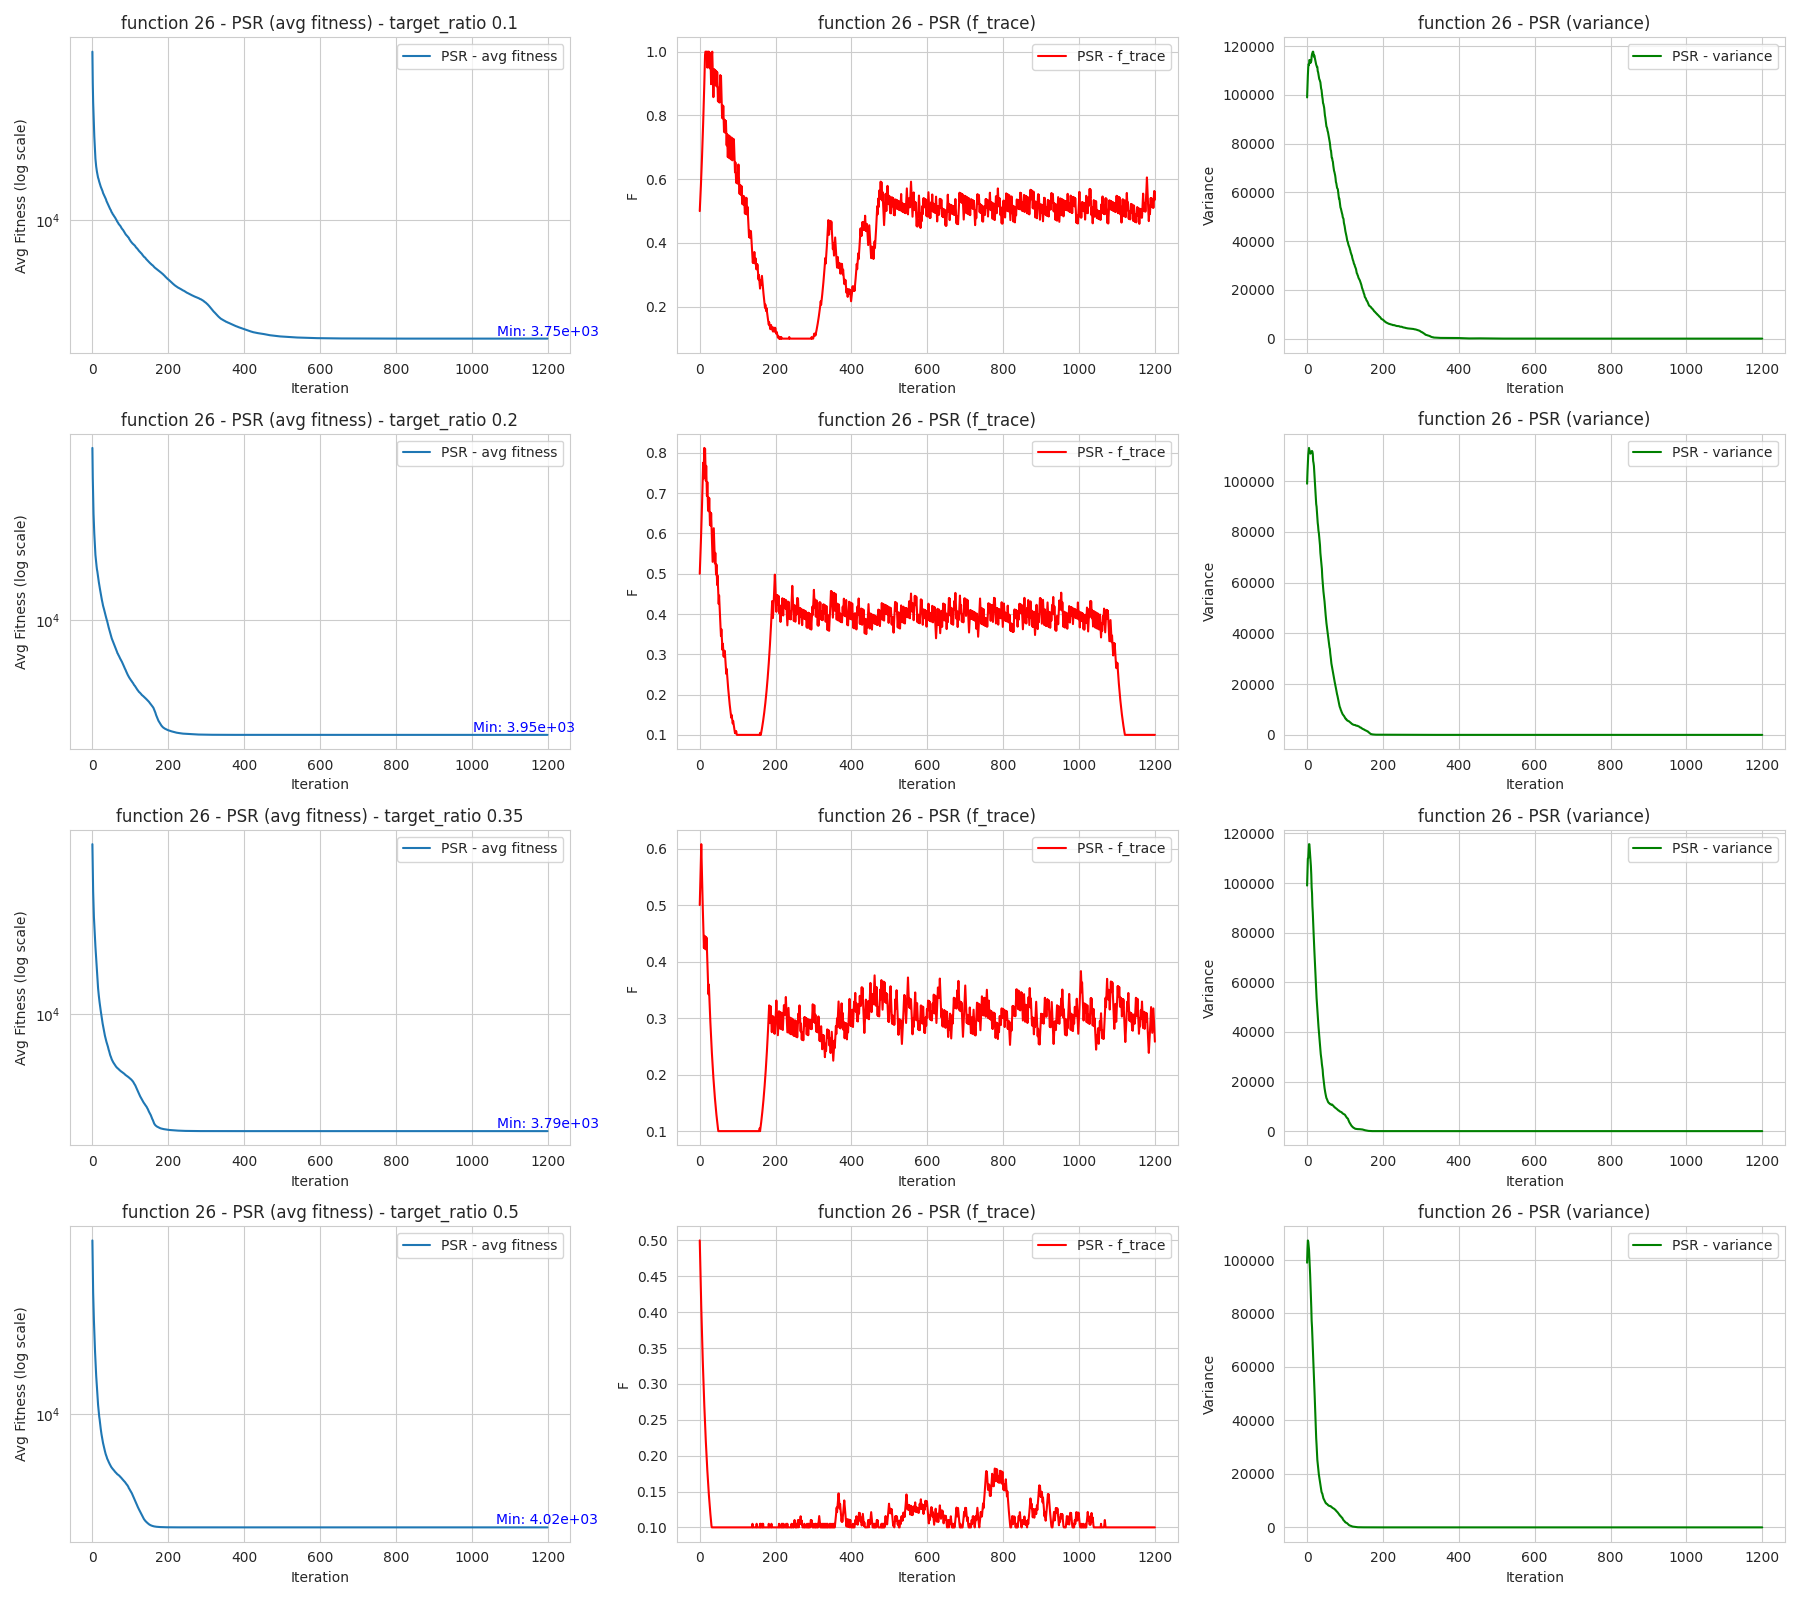 function 26 - PSR (avg fitness) - target_ratio 0.1
PSR - avg fitness
Avg Fitness (log scale)
10^4
Min: 3.75e+03
0 200 400 600 800 1000 1200
Iteration
function 26 - PSR (f_trace)
PSR - f_trace
F
1.0
0.8
0.6
0.4
0.2
0 200 400 600 800 1000 1200
Iteration
function 26 - PSR (variance)
PSR - variance
Variance
120000
100000
80000
60000
40000
20000
0
0 200 400 600 800 1000 1200
Iteration
function 26 - PSR (avg fitness) - target_ratio 0.2
PSR - avg fitness
Avg Fitness (log scale)
10^4
Min: 3.95e+03
0 200 400 600 800 1000 1200
Iteration
function 26 - PSR (f_trace)
PSR - f_trace
F
0.8
0.7
0.6
0.5
0.4
0.3
0.2
0.1
0 200 400 600 800 1000 1200
Iteration
function 26 - PSR (variance)
PSR - variance
Variance
100000
80000
60000
40000
20000
0
0 200 400 600 800 1000 1200
Iteration
function 26 - PSR (avg fitness) - target_ratio 0.35
PSR - avg fitness
Avg Fitness (log scale)
10^4
Min: 3.79e+03
0 200 400 600 800 1000 1200
Iteration
function 26 - PSR (f_trace)
PSR - f_trace
F
0.6
0.5
0.4
0.3
0.2
0.1
0 200 400 600 800 1000 1200
Iteration
function 26 - PSR (variance)
PSR - variance
Variance
120000
100000
80000
60000
40000
20000
0
0 200 400 600 800 1000 1200
Iteration
function 26 - PSR (avg fitness) - target_ratio 0.5
PSR - avg fitness
Avg Fitness (log scale)
10^4
Min: 4.02e+03
0 200 400 600 800 1000 1200
Iteration
function 26 - PSR (f_trace)
PSR - f_trace
F
0.50
0.45
0.40
0.35
0.30
0.25
0.20
0.15
0.10
0 200 400 600 800 1000 1200
Iteration
function 26 - PSR (variance)
PSR - variance
Variance
100000
80000
60000
40000
20000
0
0 200 400 600 800 1000 1200
Iteration